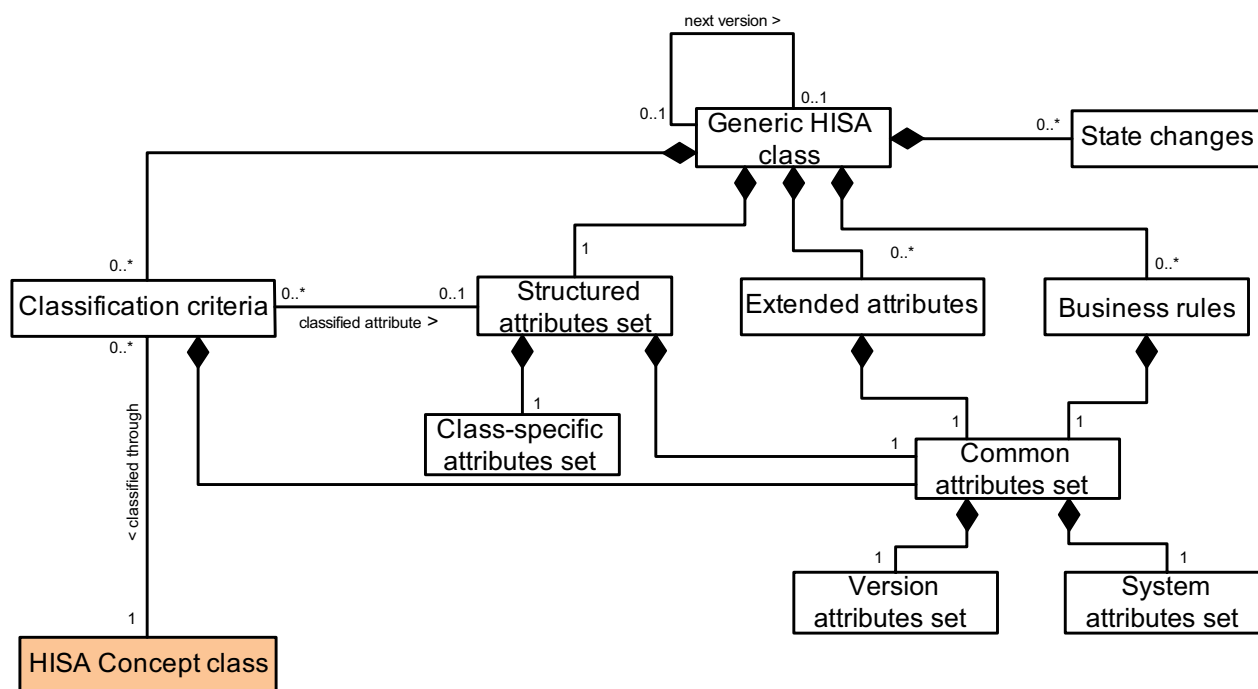 next version >
0..1
0..1
Generic HISA
class
0..*
State changes
0..*
1
0..*
0..*
Classification criteria
0..*
classified attribute >
0..1
Structured
attributes set
Extended attributes
Business rules
0..*
< classified through
1
Class-specific
attributes set
1
1
1
Common
attributes set
1
1
Version
attributes set
System
attributes set
1
HISA Concept class